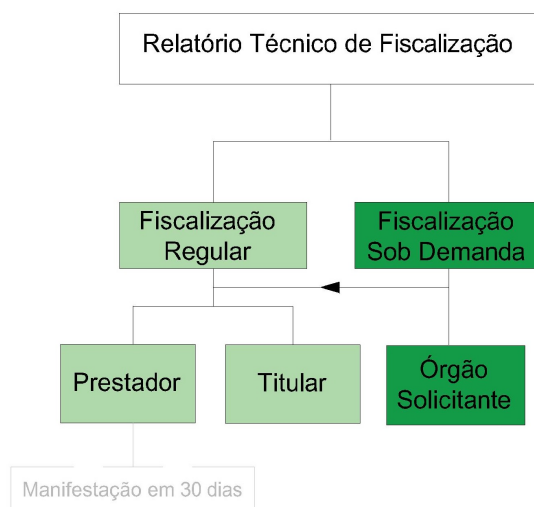 Relatório Técnico de Fiscalização
Fiscalização
Regular
Fiscalização
Sob Demanda
Prestador
Titular
Órgão
Solicitante
Manifestação em 30 dias